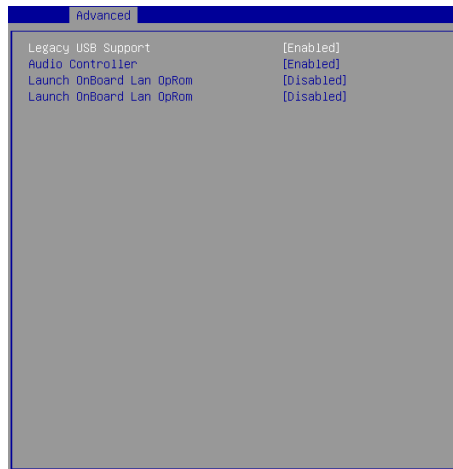 Advanced
Legacy USB Support [Enabled]
Audio Controller [Enabled]
Launch OnBoard Lan OpRom [Disabled]
Launch OnBoard Lan OpRom [Disabled]